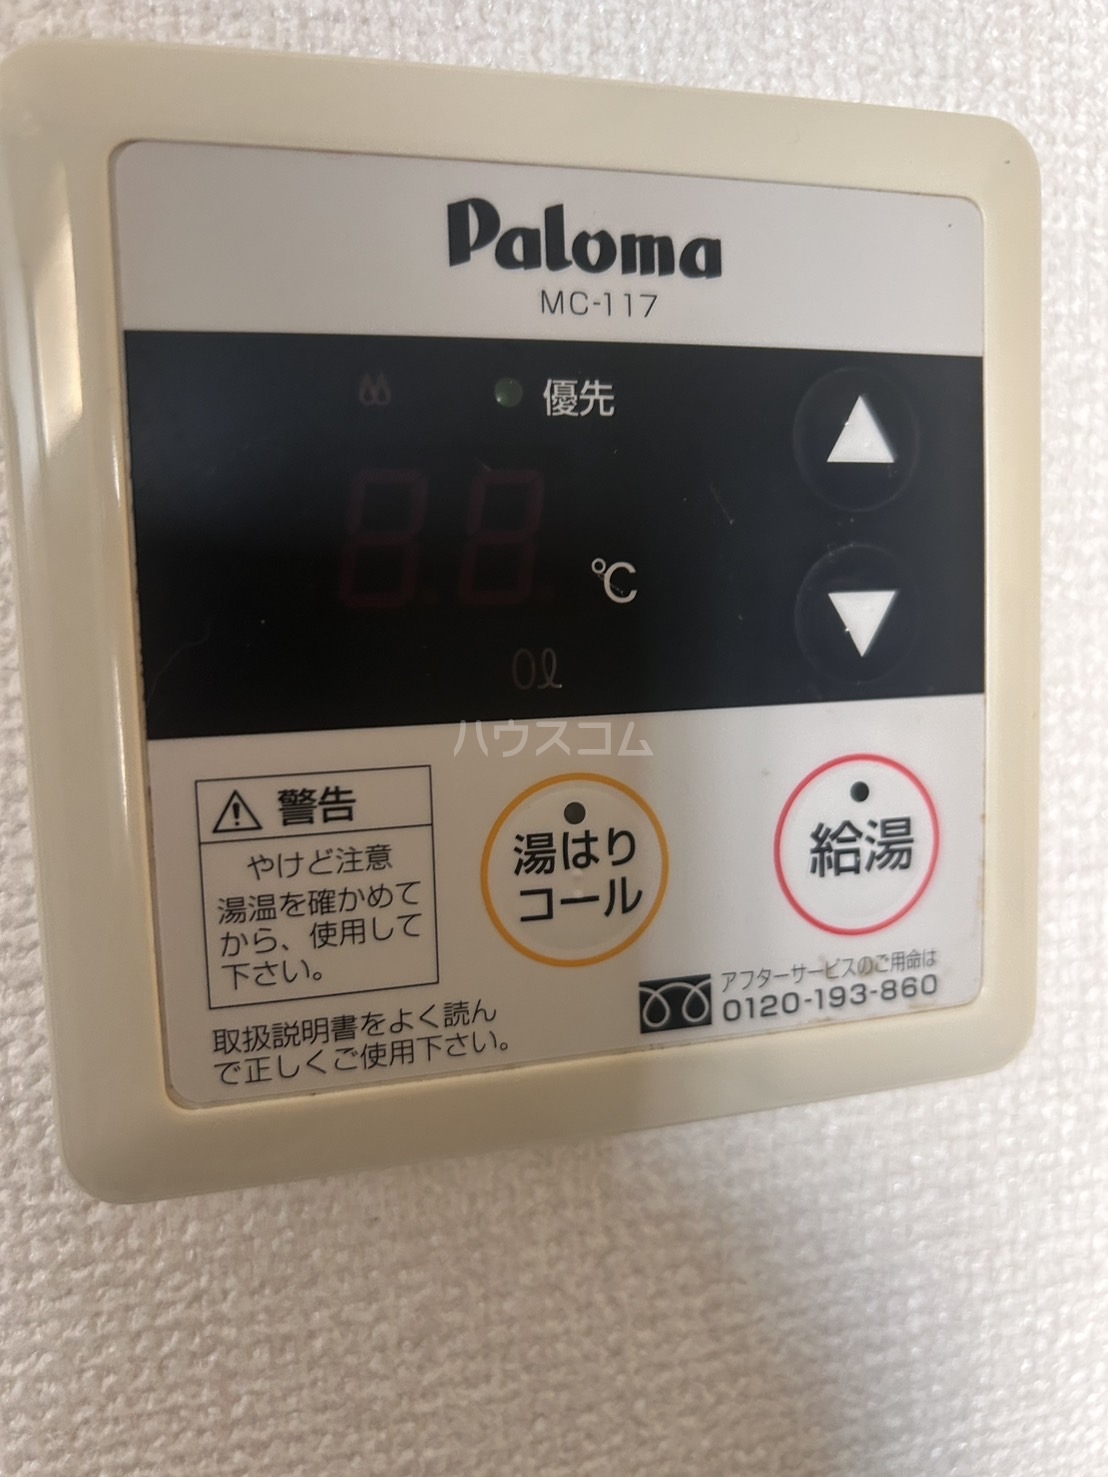 Paloma
MC-117
優先
88
℃
0ℓ
ハウスコム
警告
やけど注意
湯温を確かめて
から、使用して
下さい。
取扱説明書をよく読ん
で正しくご使用下さい。
湯はり
コール
給湯
アフターサービスのご用命は
0120-193-860